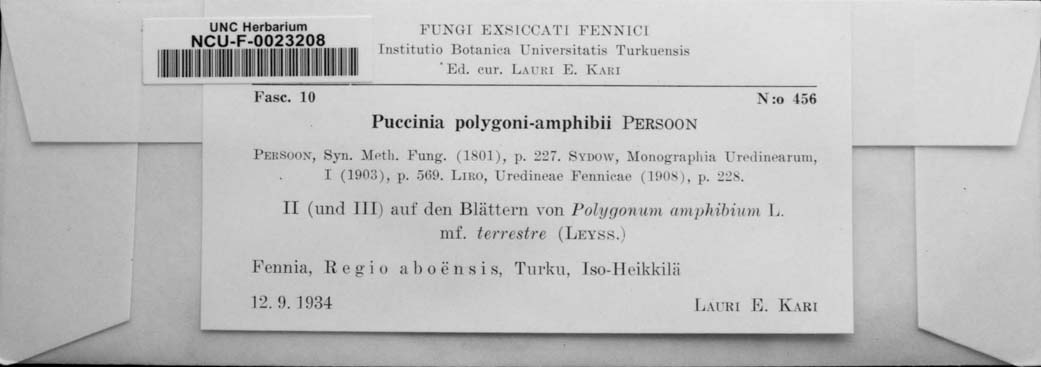 UNC Herbarium
NCU-F-0023208
FUNGI EXSICCATI FENNICI
Institutio Botanica Universitatis Turkuensis
Ed. cur. LAURI E. KARI
Fasc. 10 N:o 456
Puccinia polygoni-amphibii PERSOON
PERSOON, Syn. Meth. Fung. (1801), p. 227. SYDOW, Monographia Uredinearum,
I (1903), p. 569. LIRO, Uredineae Fennicae (1908), p. 228.
II (und III) auf den Blättern von Polygonum amphibium L.
mf. terrestre (LEYSS.)
Fennia, Regio aboënsis, Turku, Iso-Heikkilä
12. 9. 1934 LAURI E. KARI